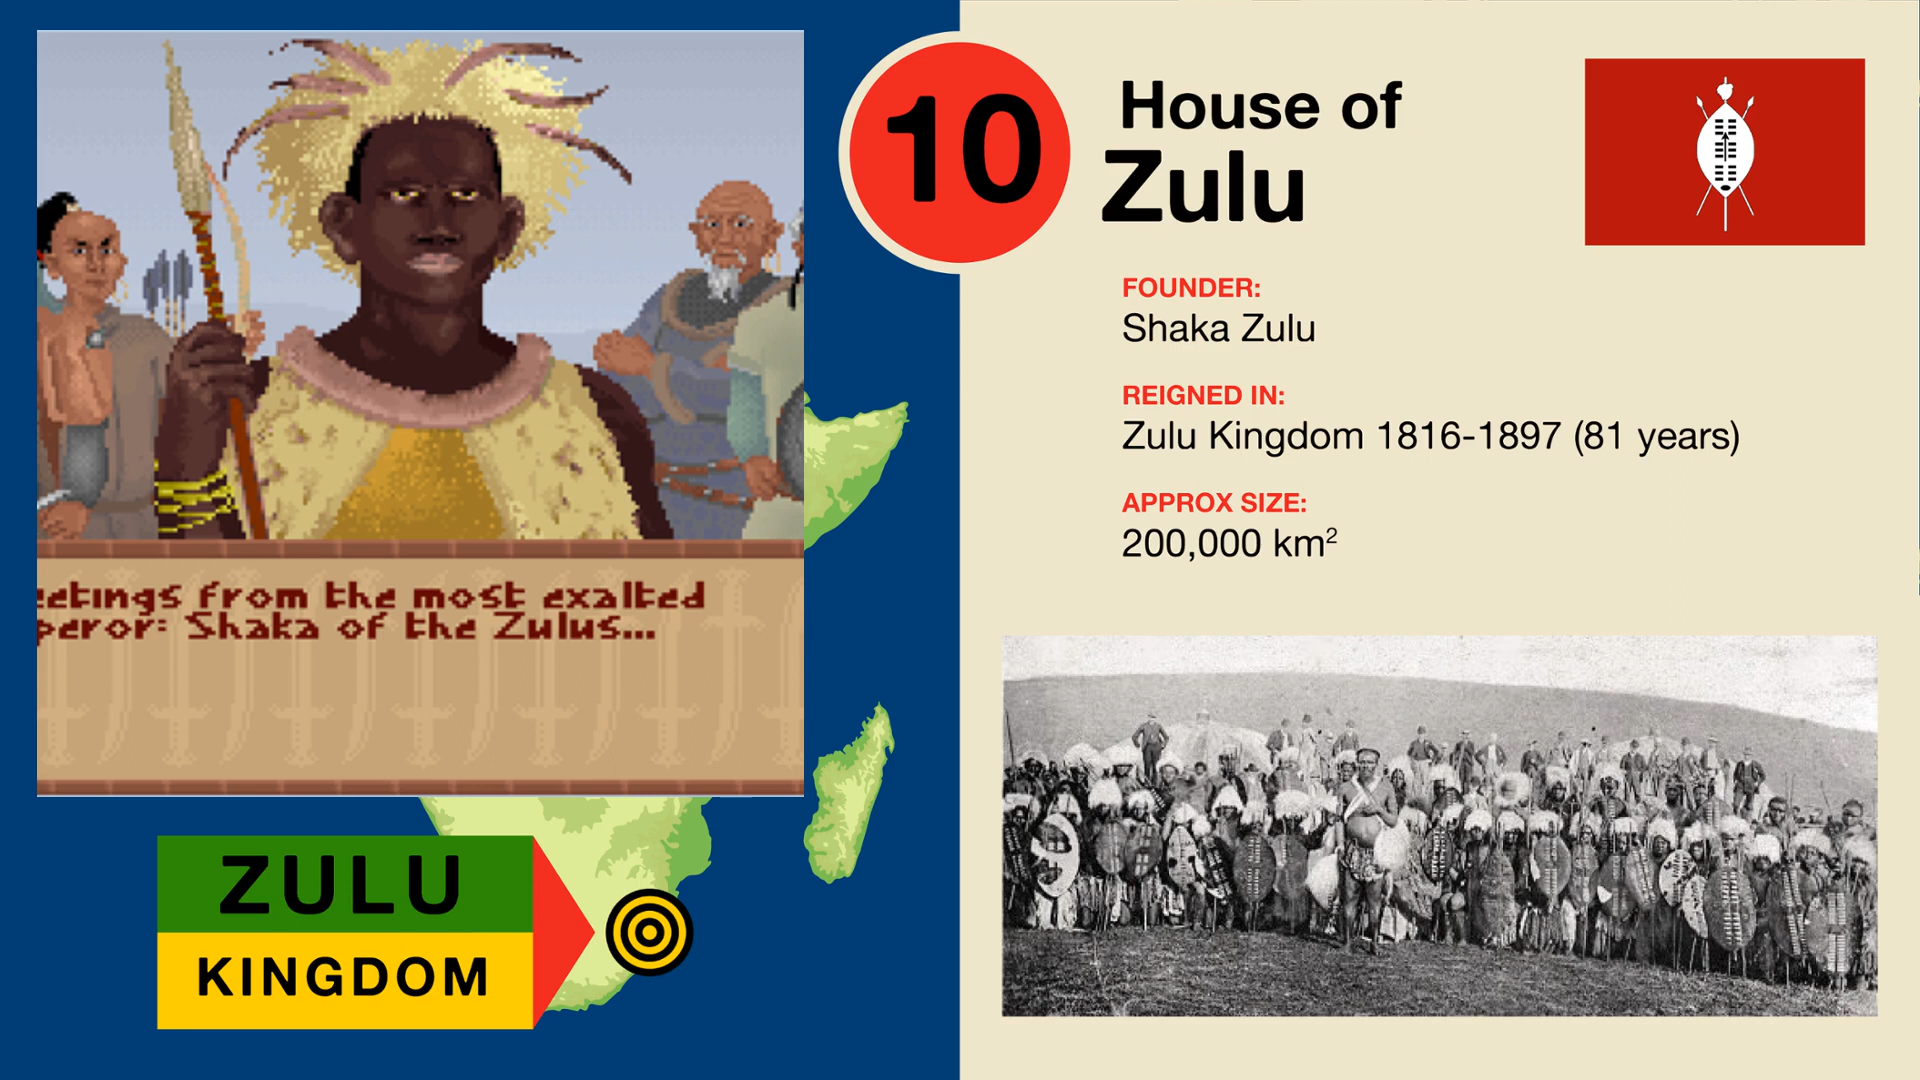 eetings from the most exalted
peror: Shaka of the Zulus...
ZULU
KINGDOM
10
House of
Zulu
FOUNDER:
Shaka Zulu
REIGNED IN:
Zulu Kingdom 1816-1897 (81 years)
APPROX SIZE:
200,000 km²